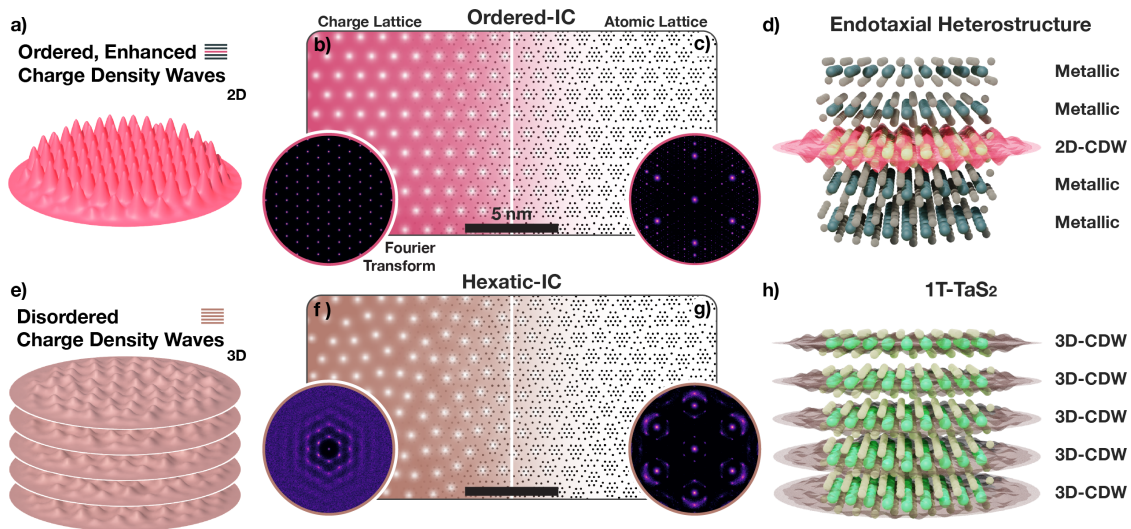 a)
Ordered, Enhanced
Charge Density Waves
2D
Charge Lattice
Ordered-IC
Atomic Lattice
b)
c)
5 nm
Fourier
Transform
d)
Endotaxial Heterostructure
Metallic
Metallic
2D-CDW
Metallic
Metallic
e)
Disordered
Charge Density Waves
3D
Hexatic-IC
f)
g)
h)
1T-TaS₂
3D-CDW
3D-CDW
3D-CDW
3D-CDW
3D-CDW